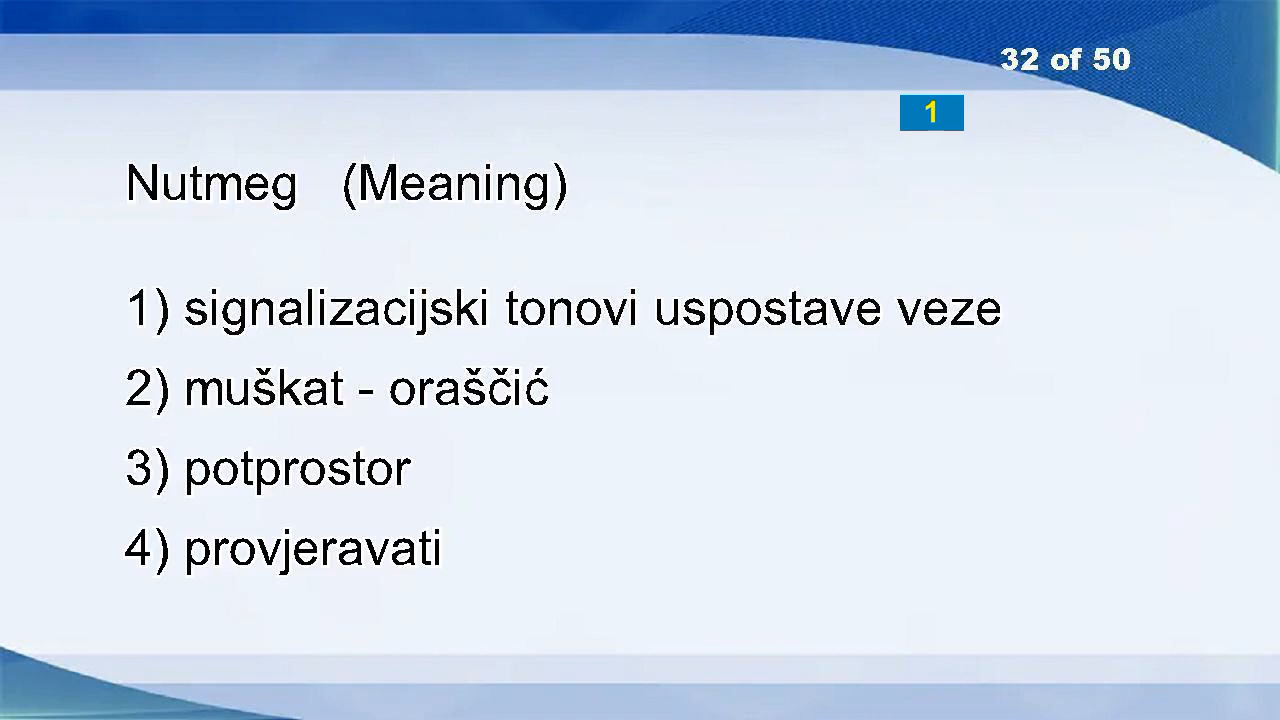 32 of 50
1
Nutmeg (Meaning)
1) signalizacijski tonovi uspostave veze
2) muškat - oraščić
3) potprostor
4) provjeravati